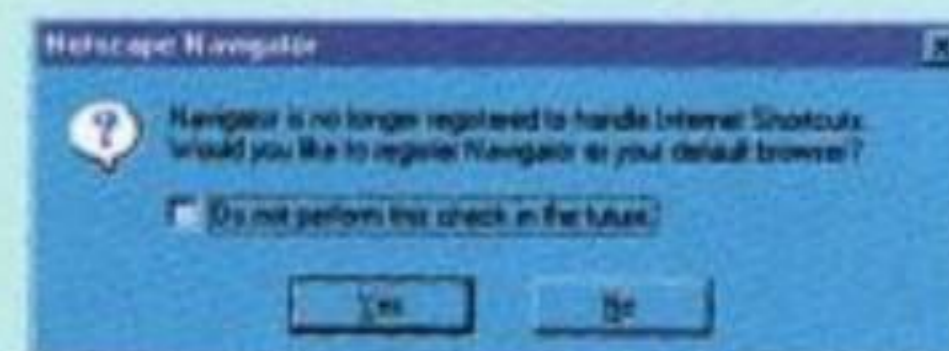 Netscape Navigator
Navigator is no longer registered to handle Internet Shortcuts.
Would you like to register Navigator as your default browser?
Do not perform this check in the future.
Yes
No